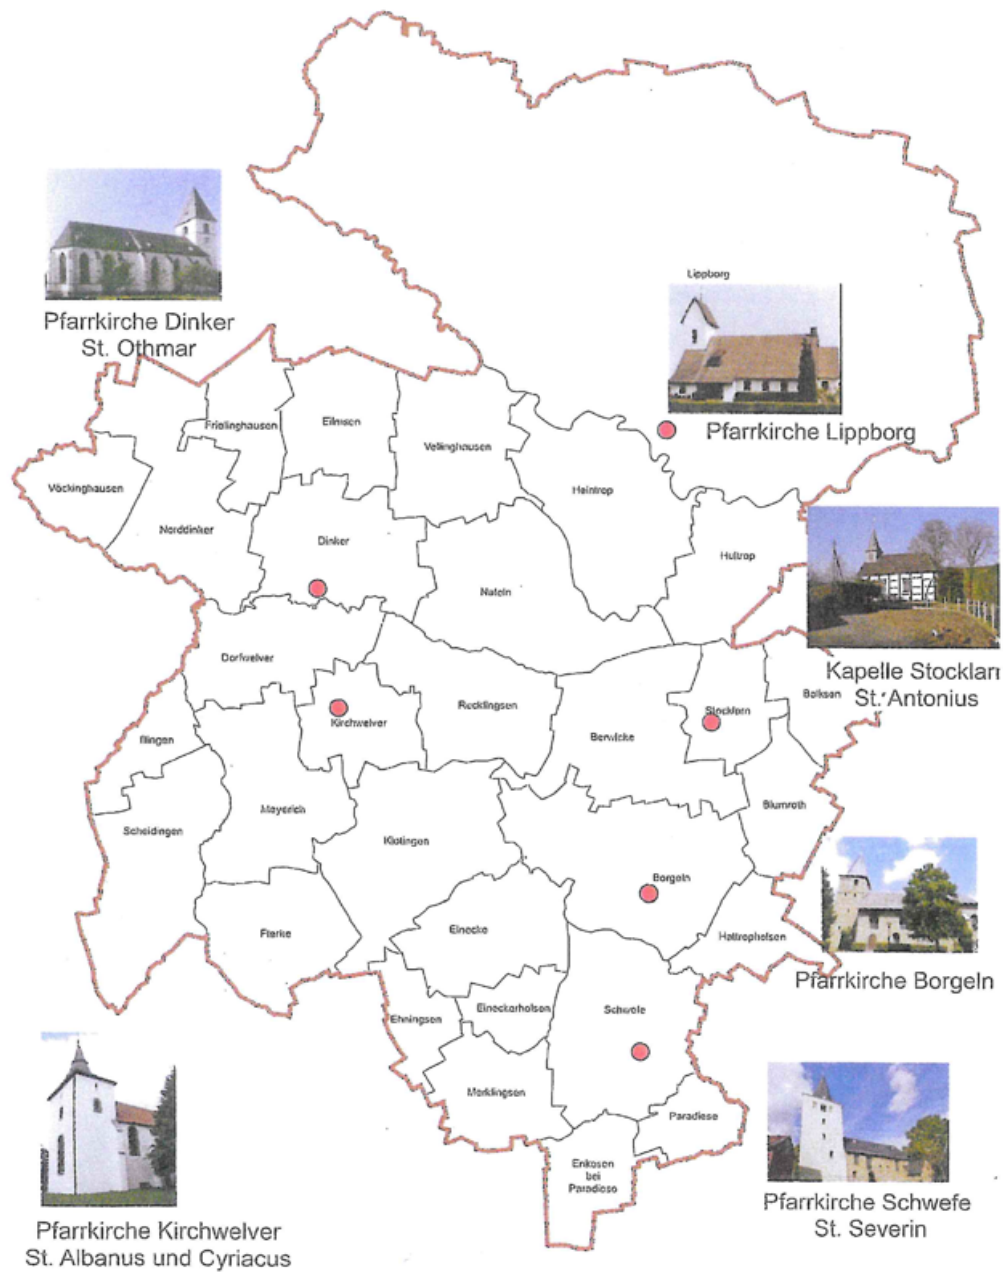 Lippborg
Pfarrkirche Dinker
St. Othmar
Pfarrkirche Lippborg
Frielinghausen
Eilmsen
Vellinghausen
Vöckinghausen
Heintrop
Norddinker
Dinker
Hultrop
Nateln
Dorfwelver
Kapelle Stocklarn
St. Antonius
Balksen
Recklingsen
Stocklarn
Kirchwelver
Berwicke
Illingen
Blumroth
Meyerich
Scheidingen
Klotingen
Borgeln
Einecke
Flerke
Hattropholsen
Pfarrkirche Borgeln
Eineckerholsen
Schwefe
Ehningsen
Merklingsen
Paradiese
Enkesen
bei
Paradiese
Pfarrkirche Schwefe
St. Severin
Pfarrkirche Kirchwelver
St. Albanus und Cyriacus